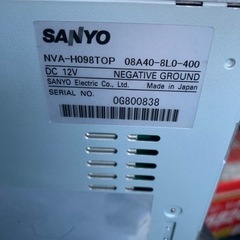 SANYO
NVA-H098TOP 08A40-8L0-400
DC 12V NEGATIVE GROUND
SANYO Electric Co., Ltd. Made in Japan
SERIAL NO. 0G800838